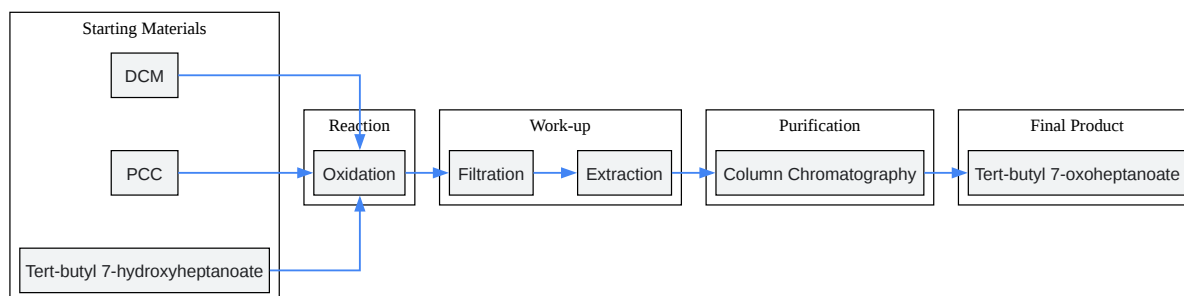 Starting Materials
DCM
PCC
Tert-butyl 7-hydroxyheptanoate
Reaction
Oxidation
Work-up
Filtration
Extraction
Purification
Column Chromatography
Final Product
Tert-butyl 7-oxoheptanoate